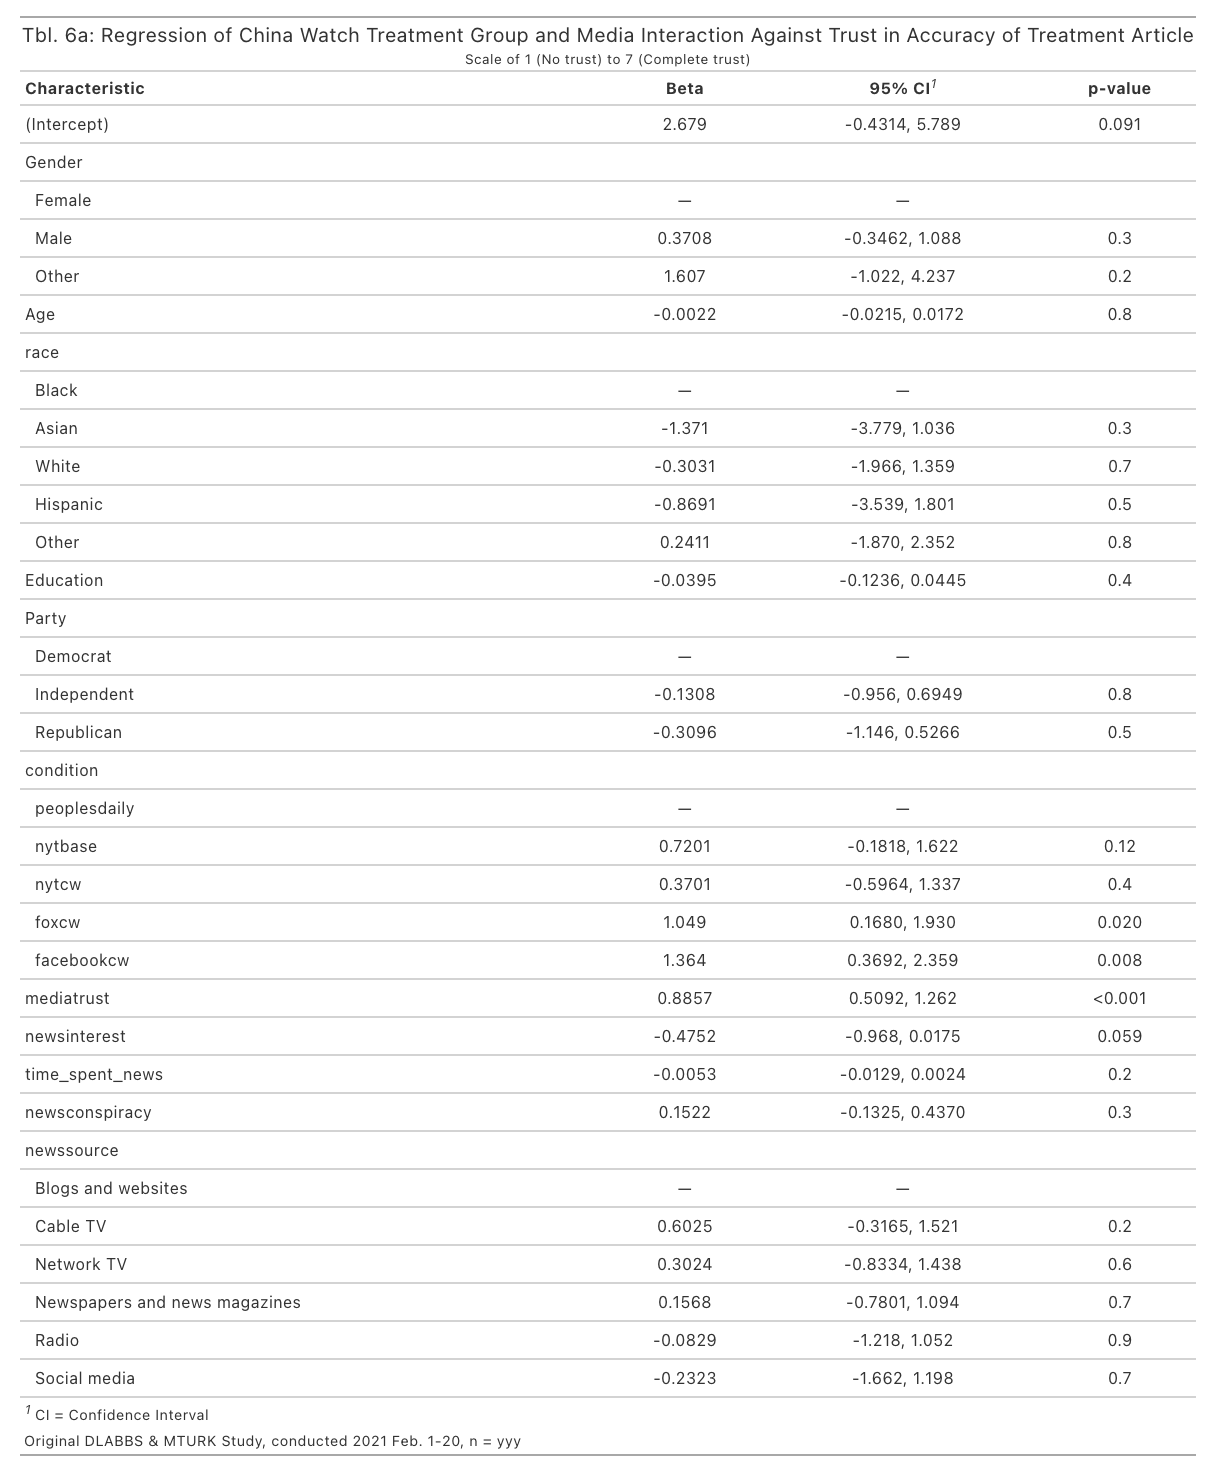 Tbl. 6a: Regression of China Watch Treatment Group and Media Interaction Against Trust in Accuracy of Treatment Article
Scale of 1 (No trust) to 7 (Complete trust)
Characteristic Beta 95% CI¹ p-value
(Intercept) 2.679 -0.4314, 5.789 0.091
Gender
Female — —
Male 0.3708 -0.3462, 1.088 0.3
Other 1.607 -1.022, 4.237 0.2
Age -0.0022 -0.0215, 0.0172 0.8
race
Black — —
Asian -1.371 -3.779, 1.036 0.3
White -0.3031 -1.966, 1.359 0.7
Hispanic -0.8691 -3.539, 1.801 0.5
Other 0.2411 -1.870, 2.352 0.8
Education -0.0395 -0.1236, 0.0445 0.4
Party
Democrat — —
Independent -0.1308 -0.956, 0.6949 0.8
Republican -0.3096 -1.146, 0.5266 0.5
condition
peoplesdaily — —
nytbase 0.7201 -0.1818, 1.622 0.12
nytcw 0.3701 -0.5964, 1.337 0.4
foxcw 1.049 0.1680, 1.930 0.020
facebookcw 1.364 0.3692, 2.359 0.008
mediatrust 0.8857 0.5092, 1.262 <0.001
newsinterest -0.4752 -0.968, 0.0175 0.059
time_spent_news -0.0053 -0.0129, 0.0024 0.2
newsconspiracy 0.1522 -0.1325, 0.4370 0.3
newssource
Blogs and websites — —
Cable TV 0.6025 -0.3165, 1.521 0.2
Network TV 0.3024 -0.8334, 1.438 0.6
Newspapers and news magazines 0.1568 -0.7801, 1.094 0.7
Radio -0.0829 -1.218, 1.052 0.9
Social media -0.2323 -1.662, 1.198 0.7
¹ CI = Confidence Interval
Original DLABBS & MTURK Study, conducted 2021 Feb. 1-20, n = yyy